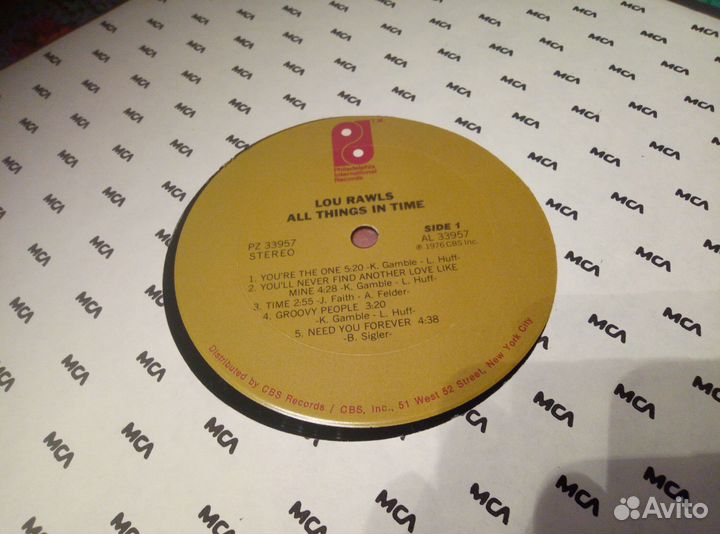 Philadelphia
International
Records
LOU RAWLS
ALL THINGS IN TIME
PZ 33957
STEREO
SIDE 1
AL 33957
℗ 1976 CBS Inc.
1. YOU'RE THE ONE 5:20 -K. Gamble - L. Huff-
2. YOU'LL NEVER FIND ANOTHER LOVE LIKE
MINE 4:28 -K. Gamble - L. Huff-
3. TIME 2:55 -J. Faith - A. Felder-
4. GROOVY PEOPLE 3:20
-K. Gamble - L. Huff-
5. NEED YOU FOREVER 4:38
-B. Sigler-
Distributed by CBS Records / CBS, Inc., 51 West 52 Street, New York City
MCA
Avito